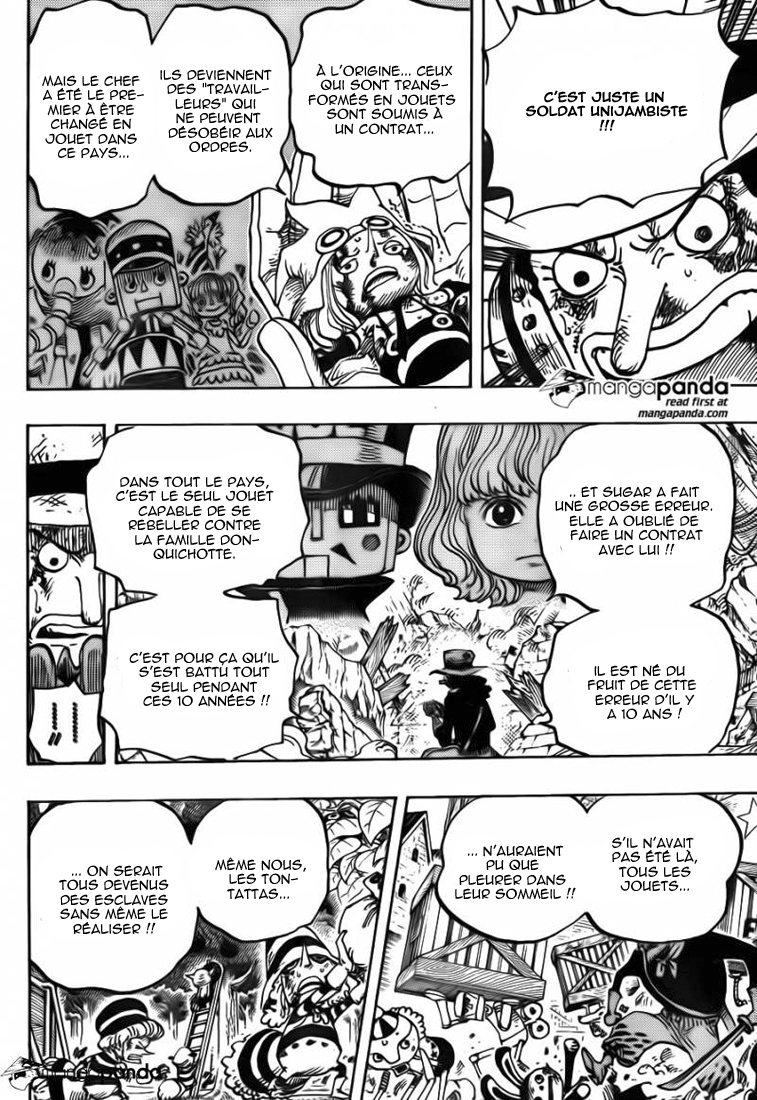 C'EST JUSTE UN
SOLDAT UNIJAMBISTE
!!!
À L'ORIGINE... CEUX
QUI SONT TRANS-
FORMÉS EN JOUETS
SONT SOUMIS À
UN CONTRAT...
ILS DEVIENNENT
DES "TRAVAIL-
LEURS" QUI
NE PEUVENT
DÉSOBÉIR AUX
ORDRES.
MAIS LE CHEF
A ÉTÉ LE PRE-
MIER À ÊTRE
CHANGÉ EN
JOUET DANS
CE PAYS...
mangapanda
read first at
mangapanda.com
.. ET SUGAR A FAIT
UNE GROSSE ERREUR.
ELLE A OUBLIÉ DE
FAIRE UN CONTRAT
AVEC LUI !!
IL EST NÉ DU
FRUIT DE CETTE
ERREUR D'IL Y
A 10 ANS !
DANS TOUT LE PAYS,
C'EST LE SEUL JOUET
CAPABLE DE SE
REBELLER CONTRE
LA FAMILLE DON-
QUICHOTTE.
C'EST POUR ÇA QU'IL
S'EST BATTU TOUT
SEUL PENDANT
CES 10 ANNÉES !!
...... !!
S'IL N'AVAIT
PAS ÉTÉ LÀ,
TOUS LES
JOUETS...
... N'AURAIENT
PU QUE
PLEURER DANS
LEUR SOMMEIL !!
MÊME NOUS,
LES TON-
TATTAS...
... ON SERAIT
TOUS DEVENUS
DES ESCLAVES
SANS MÊME LE
RÉALISER !!
mangapanda